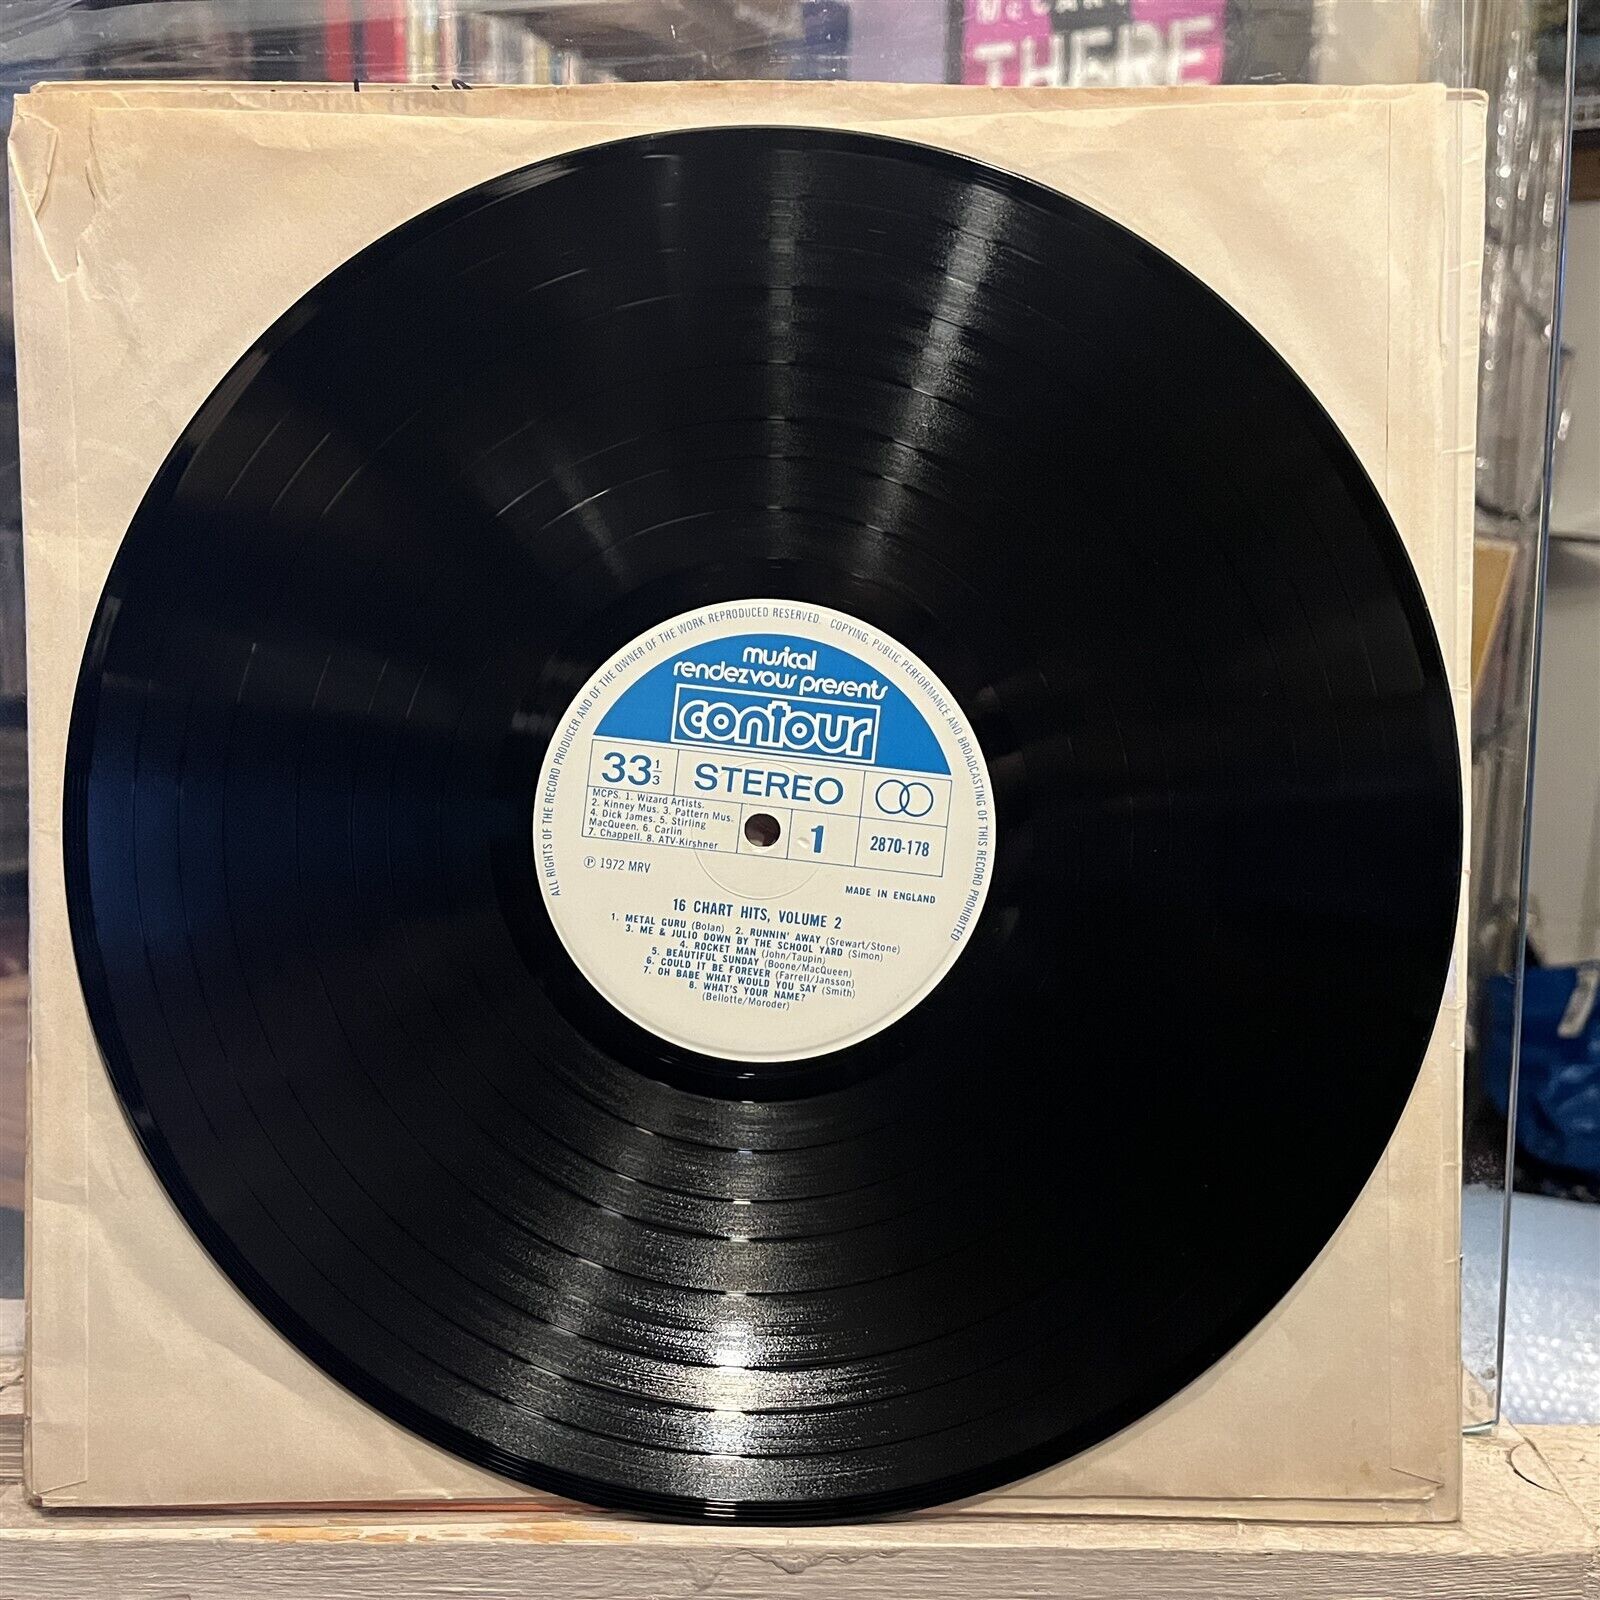 THERE
ALL RIGHTS OF THE RECORD PRODUCER AND OF THE OWNER OF THE WORK REPRODUCED RESERVED. COPYING, PUBLIC PERFORMANCE AND BROADCASTING OF THIS RECORD PROHIBITED
musical
rendezvous presents
contour
33 1/3 STEREO
MCPS. 1. Wizard Artists.
2. Kinney Mus. 3. Pattern Mus.
4. Dick James. 5. Stirling
MacQueen. 6. Carlin
7. Chappell. 8. ATV-Kirshner
1
2870-178
Ⓟ 1972 MRV
MADE IN ENGLAND
16 CHART HITS, VOLUME 2
1. METAL GURU (Bolan) 2. RUNNIN' AWAY (Srewart/Stone)
3. ME & JULIO DOWN BY THE SCHOOL YARD (Simon)
4. ROCKET MAN (John/Taupin)
5. BEAUTIFUL SUNDAY (Boone/MacQueen)
6. COULD IT BE FOREVER (Farrell/Jansson)
7. OH BABE WHAT WOULD YOU SAY (Smith)
8. WHAT'S YOUR NAME?
(Bellotte/Moroder)